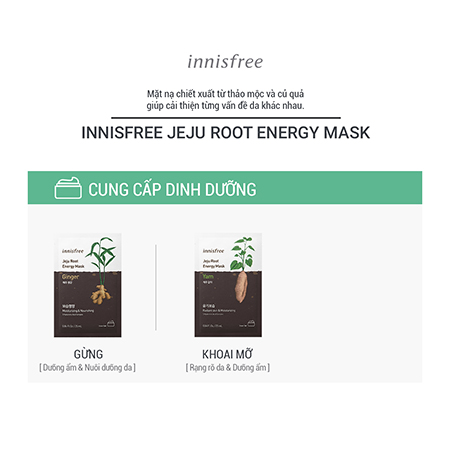 innisfree
Mặt nạ chiết xuất từ thảo mộc và củ quả
giúp cải thiện từng vấn đề da khác nhau.
INNISFREE JEJU ROOT ENERGY MASK
CUNG CẤP DINH DƯỠNG
innisfree
Jeju Root
Energy Mask
Ginger
Moisturizing & Nourishing
innisfree
Jeju Root
Energy Mask
Yam
GỪNG
[ Dưỡng ẩm & Nuôi dưỡng da ]
KHOAI MỠ
[ Rạng rỡ da & Dưỡng ẩm ]